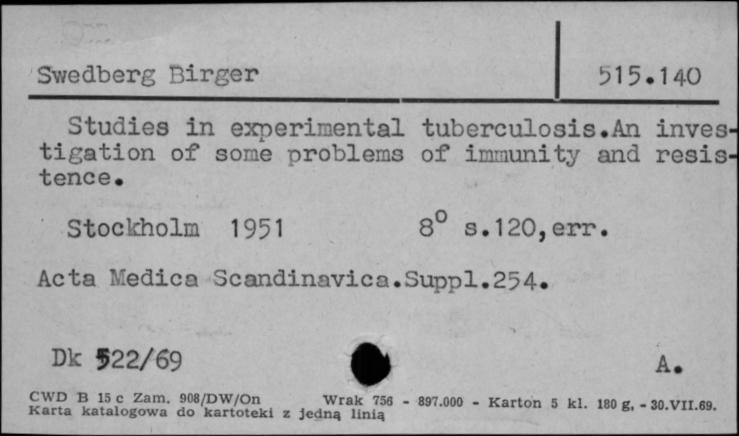 Swedberg Birger 515.140
Studies in experimental tuberculosis.An inves-
tigation of some problems of immunity and resis-
tence.
Stockholm 1951 8° s.120,err.
Acta Medica Scandinavica.Suppl.254.
Dk 522/69 A.
CWD B 15 c Zam. 908/DW/On Wrak 756 - 897.000 - Karton 5 kl. 180 g, - 30.VII.69.
Karta katalogowa do kartoteki z jedną linią